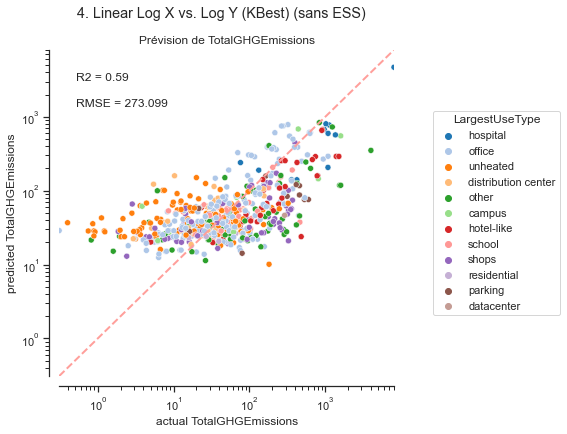 4. Linear Log X vs. Log Y (KBest) (sans ESS)
Prévision de TotalGHGEmissions
R2 = 0.59
RMSE = 273.099
predicted TotalGHGEmissions
10³
10²
10¹
10⁰
10⁰ 10¹ 10² 10³
actual TotalGHGEmissions
LargestUseType
hospital
office
unheated
distribution center
other
campus
hotel-like
school
shops
residential
parking
datacenter